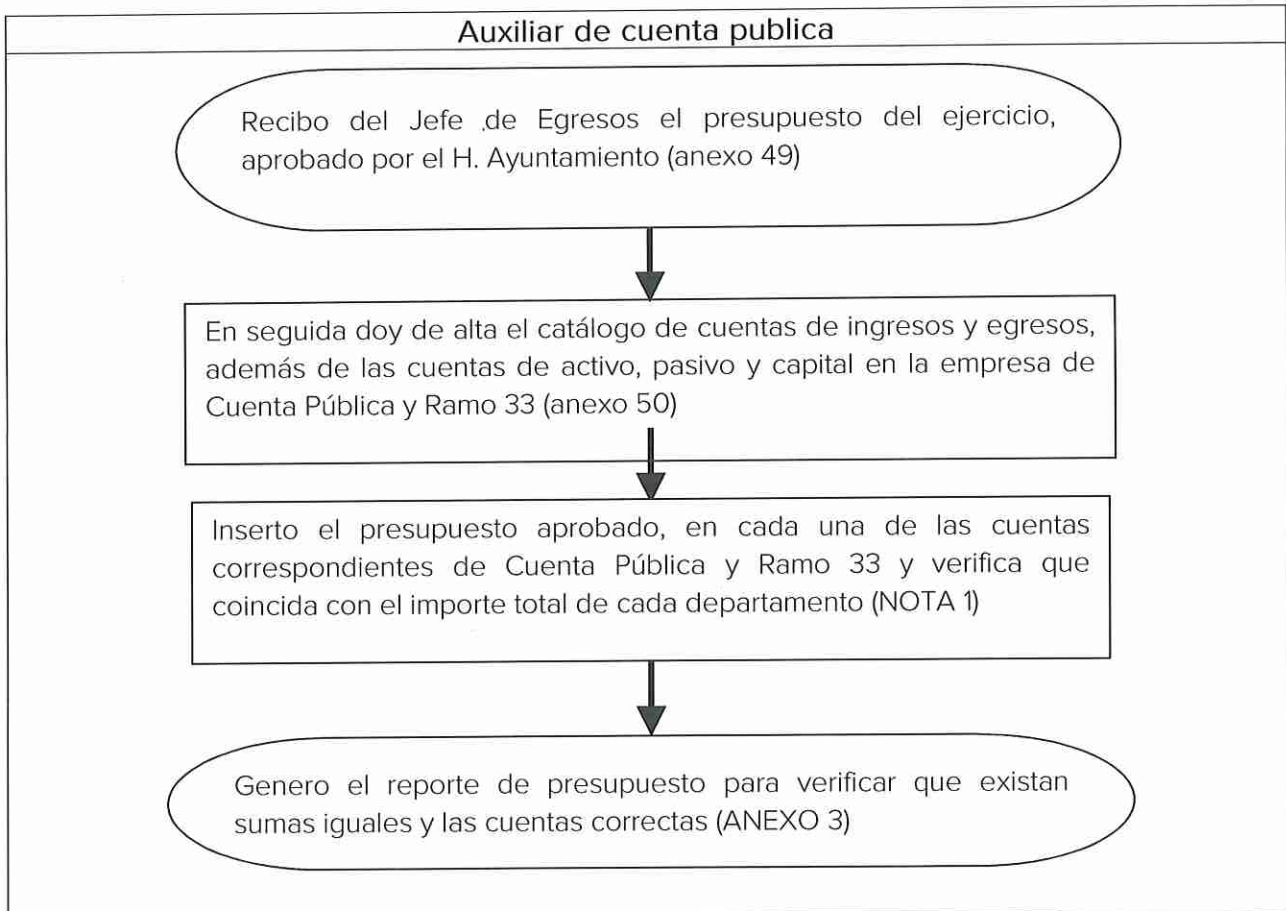 Auxiliar de cuenta publica
Recibo del Jefe de Egresos el presupuesto del ejercicio,
aprobado por el H. Ayuntamiento (anexo 49)
En seguida doy de alta el catálogo de cuentas de ingresos y egresos,
además de las cuentas de activo, pasivo y capital en la empresa de
Cuenta Pública y Ramo 33 (anexo 50)
Inserto el presupuesto aprobado, en cada una de las cuentas
correspondientes de Cuenta Pública y Ramo 33 y verifica que
coincida con el importe total de cada departamento (NOTA 1)
Genero el reporte de presupuesto para verificar que existan
sumas iguales y las cuentas correctas (ANEXO 3)